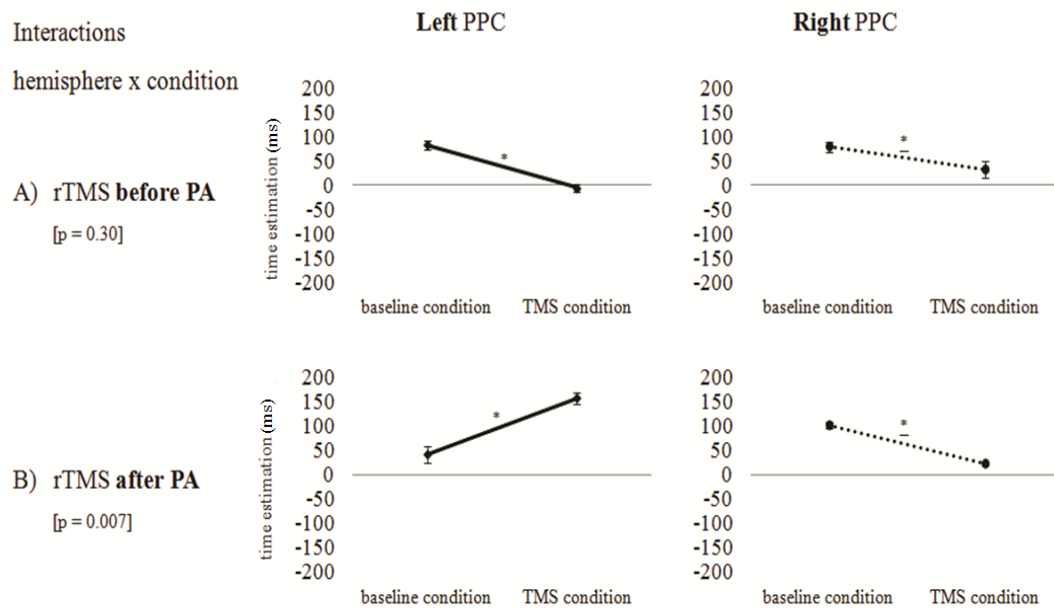 Interactions
hemisphere x condition
Left PPC
Right PPC
A) rTMS before PA
[p = 0.30]
time estimation (ms)
200
150
100
50
0
-50
-100
-150
-200
*
baseline condition
TMS condition
200
150
100
50
0
-50
-100
-150
-200
*
baseline condition
TMS condition
B) rTMS after PA
[p = 0.007]
time estimation (ms)
200
150
100
50
0
-50
-100
-150
-200
*
baseline condition
TMS condition
200
150
100
50
0
-50
-100
-150
-200
*
baseline condition
TMS condition